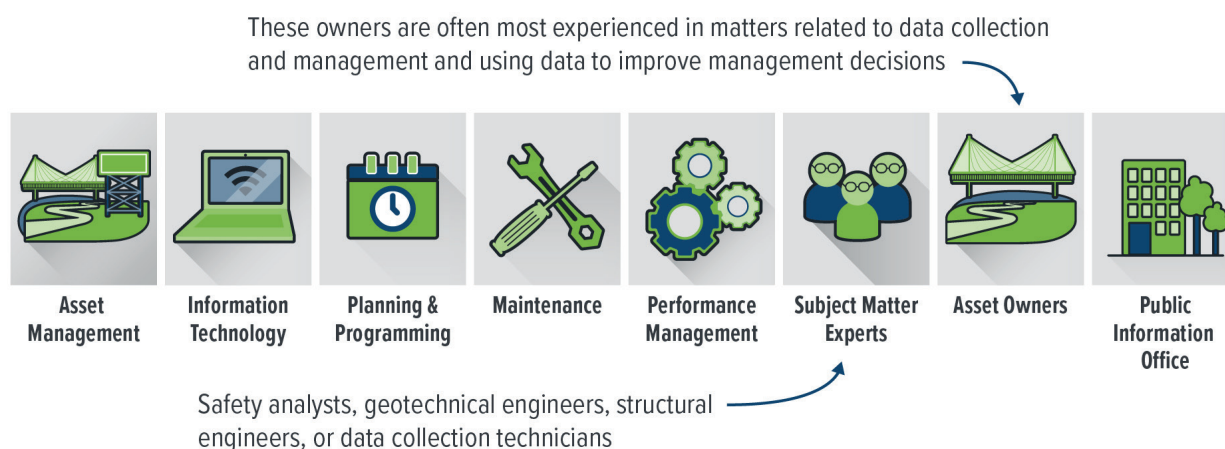 These owners are often most experienced in matters related to data collection
and management and using data to improve management decisions
Asset
Management
Information
Technology
Planning &
Programming
Maintenance
Performance
Management
Subject Matter
Experts
Asset Owners
Public
Information
Office
Safety analysts, geotechnical engineers, structural
engineers, or data collection technicians